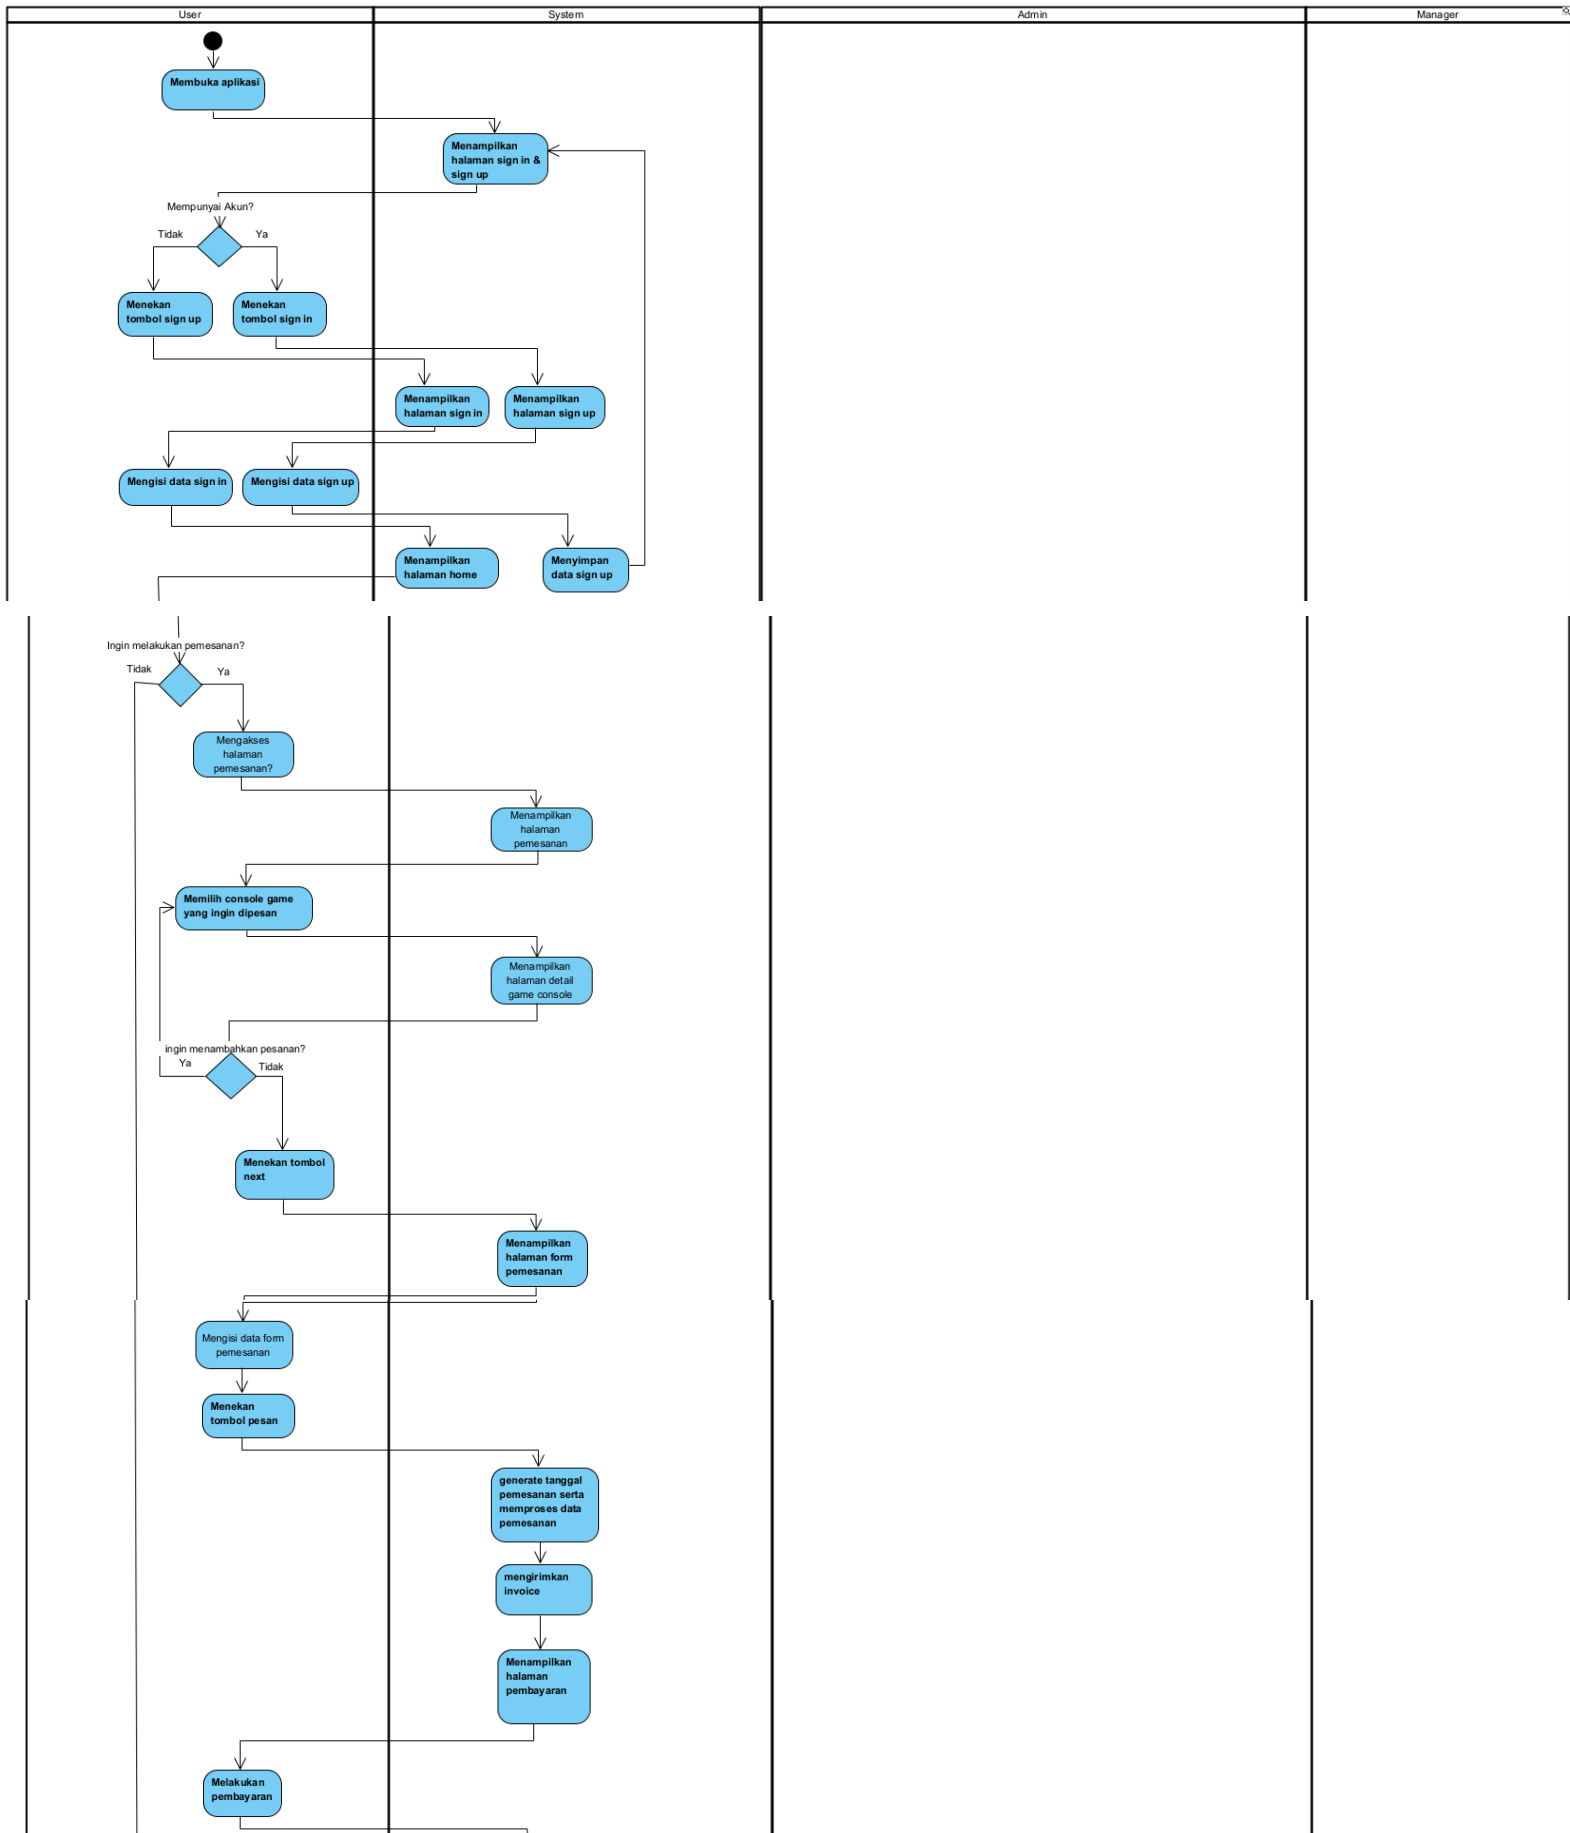 User
System
Admin
Manager
Membuka aplikasi
Menampilkan
halaman sign in &
sign up
Mempunyai Akun?
Tidak
Ya
Menekan
tombol sign up
Menekan
tombol sign in
Menampilkan
halaman sign in
Menampilkan
halaman sign up
Mengisi data sign in
Mengisi data sign up
Menampilkan
halaman home
Menyimpan
data sign up
Ingin melakukan pemesanan?
Tidak
Ya
Mengakses
halaman
pemesanan?
Menampilkan
halaman
pemesanan
Memilih console game
yang ingin dipesan
Menampilkan
halaman detail
game console
ingin menambahkan pesanan?
Ya
Tidak
Menekan tombol
next
Menampilkan
halaman form
pemesanan
Mengisi data form
pemesanan
Menekan
tombol pesan
generate tanggal
pemesanan serta
memproses data
pemesanan
mengirimkan
invoice
Menampilkan
halaman
pembayaran
Melakukan
pembayaran